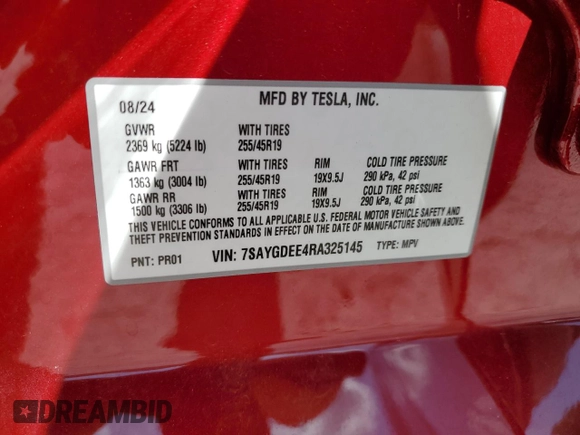 08/24 MFD BY TESLA, INC.
GVWR WITH TIRES
2369 kg (5224 lb) 255/45R19
GAWR FRT WITH TIRES RIM COLD TIRE PRESSURE
1363 kg (3004 lb) 255/45R19 19X9.5J 290 kPa, 42 psi
GAWR RR WITH TIRES RIM COLD TIRE PRESSURE
1500 kg (3306 lb) 255/45R19 19X9.5J 290 kPa, 42 psi
THIS VEHICLE CONFORMS TO ALL APPLICABLE U.S. FEDERAL MOTOR VEHICLE SAFETY AND
THEFT PREVENTION STANDARDS IN EFFECT ON THE DATE OF MANUFACTURE SHOWN ABOVE.
PNT: PR01 VIN: 7SAYGDEE4RA325145 TYPE: MPV
DREAMBID